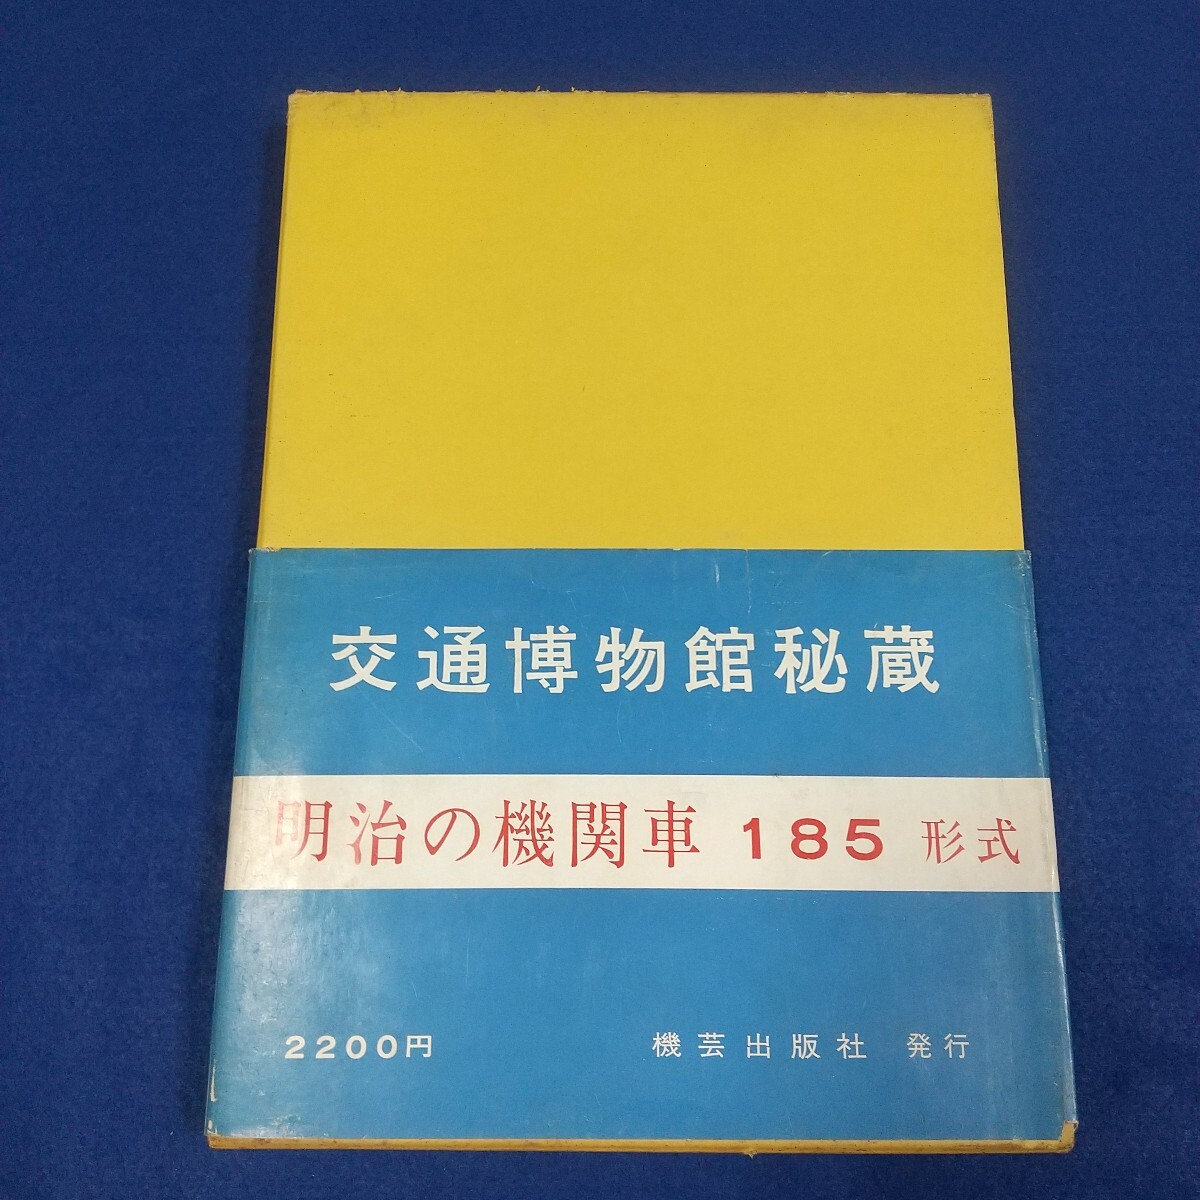 交通博物館秘蔵
明治の機関車 185 形式
2200円 機芸出版社 発行